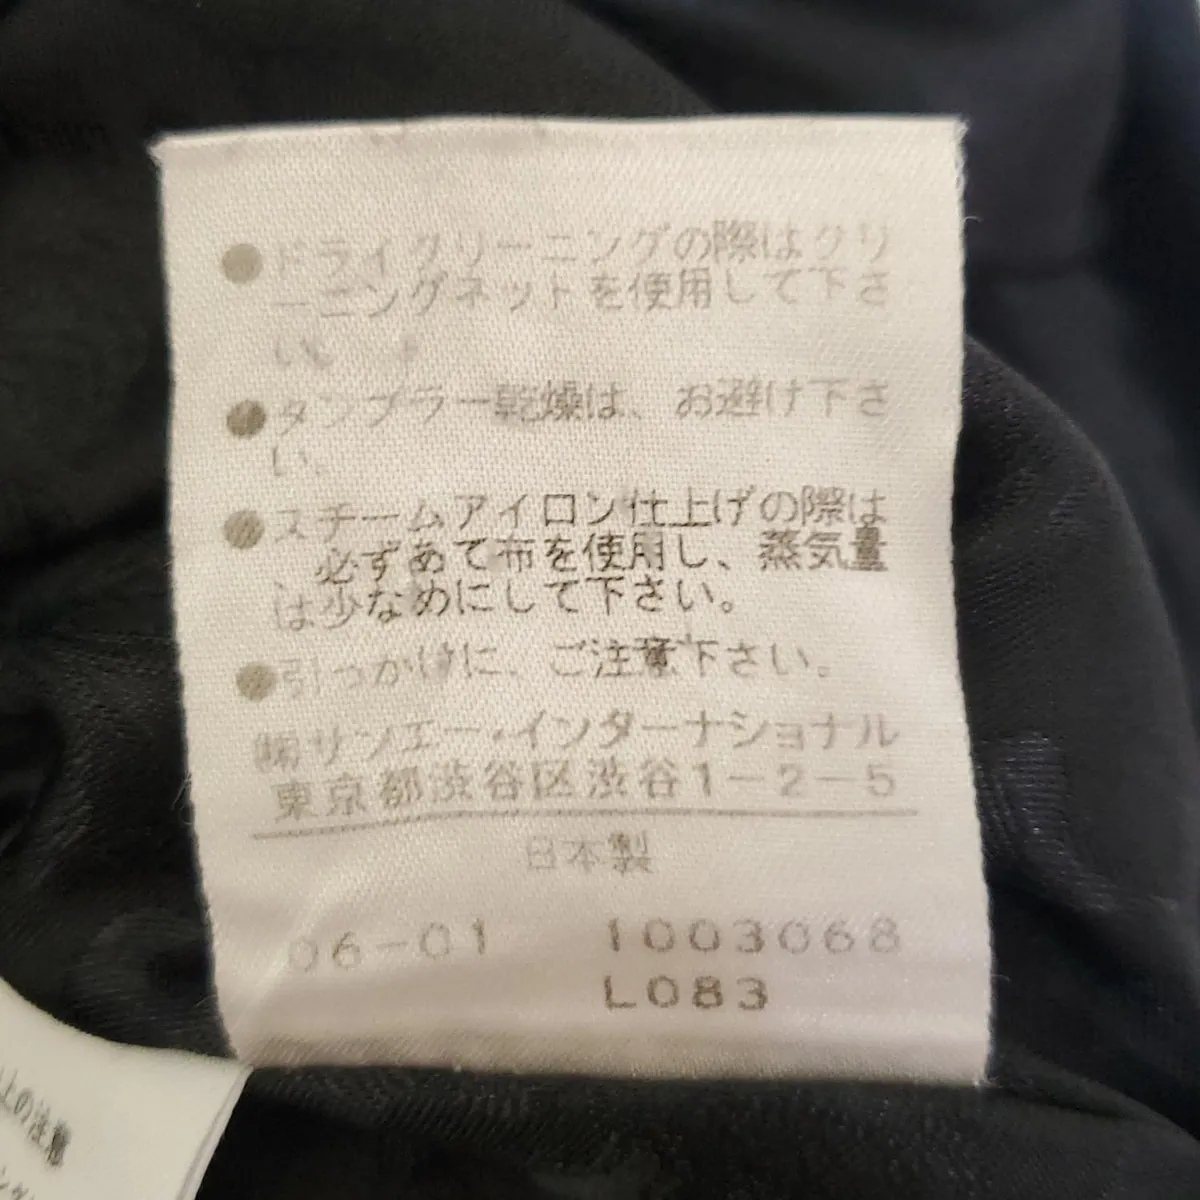 ●ドライクリーニングの際はクリ
ーニングネットを使用して下さ
い。
●タンブラー乾燥は、お避け下さ
い。
●スチームアイロン仕上げの際は
必ずあて布を使用し、蒸気量
は少なめにして下さい。
●引っかけに、ご注意下さい。
㈱サンエー・インターナショナル
東京都渋谷区渋谷1-2-5
日本製
06-01 1003068
L083
上の注意